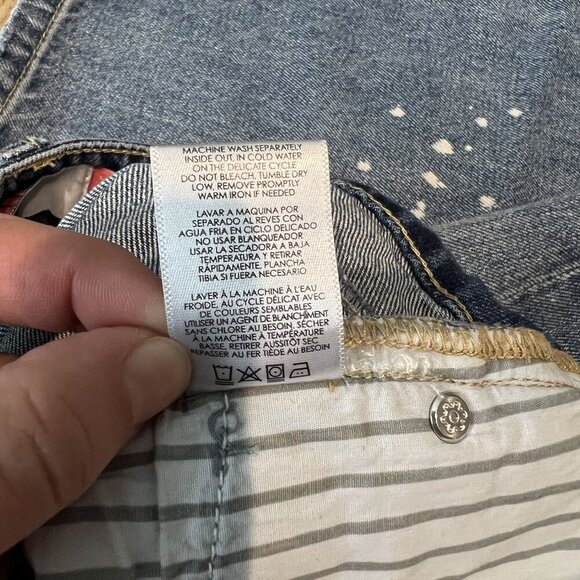 MACHINE WASH SEPARATELY
INSIDE OUT, IN COLD WATER
ON THE DELICATE CYCLE
DO NOT BLEACH, TUMBLE DRY
LOW, REMOVE PROMPTLY
WARM IRON IF NEEDED
LAVAR A MAQUINA POR
SEPARADO AL REVES CON
AGUA FRIA EN CICLO DELICADO
NO USAR BLANQUEADOR
USAR LA SECADORA A BAJA
TEMPERATURA Y RETIRAR
RÁPIDAMENTE, PLANCHA
TIBIA SI FUERA NECESARIO
LAVER À LA MACHINE À L'EAU
FROIDE, AU CYCLE DÉLICAT AVEC
DE COULEURS SEMBLABLES
UTILISER UN AGENT DE BLANCHIMENT
SANS CHLORE AU BESOIN, SÉCHER
À LA MACHINE À TEMPÉRATURE
BASSE, RETIRER AUSSITÔT SEC
REPASSER AU FER TIÈDE AU BESOIN